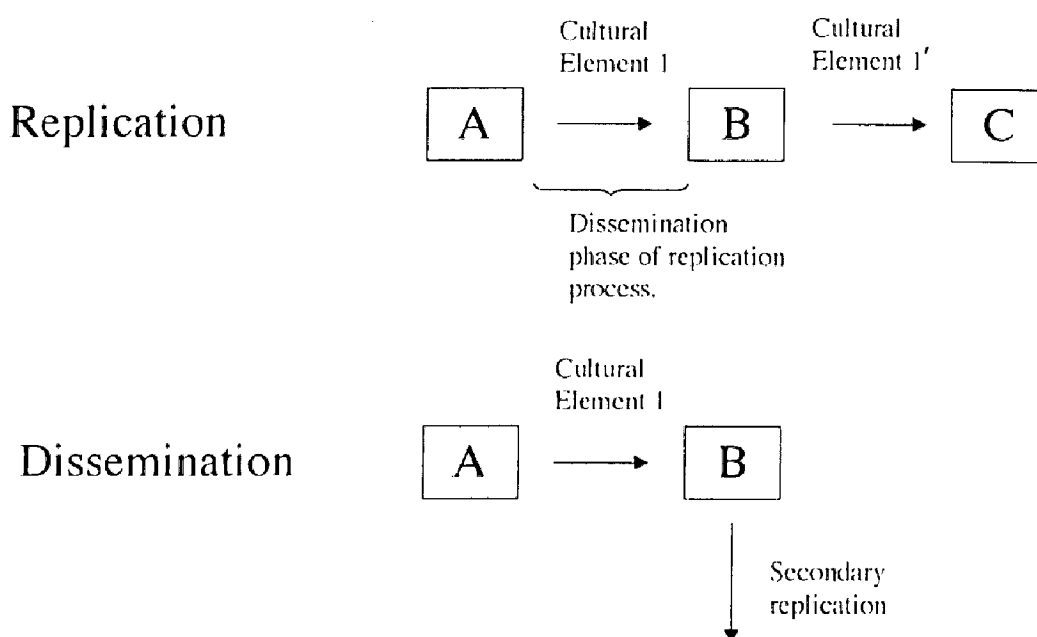 Cultural
Element 1
Cultural
Element 1′
Replication
A
B
C
Dissemination
phase of replication
process.
Cultural
Element 1
Dissemination
A
B
Secondary
replication